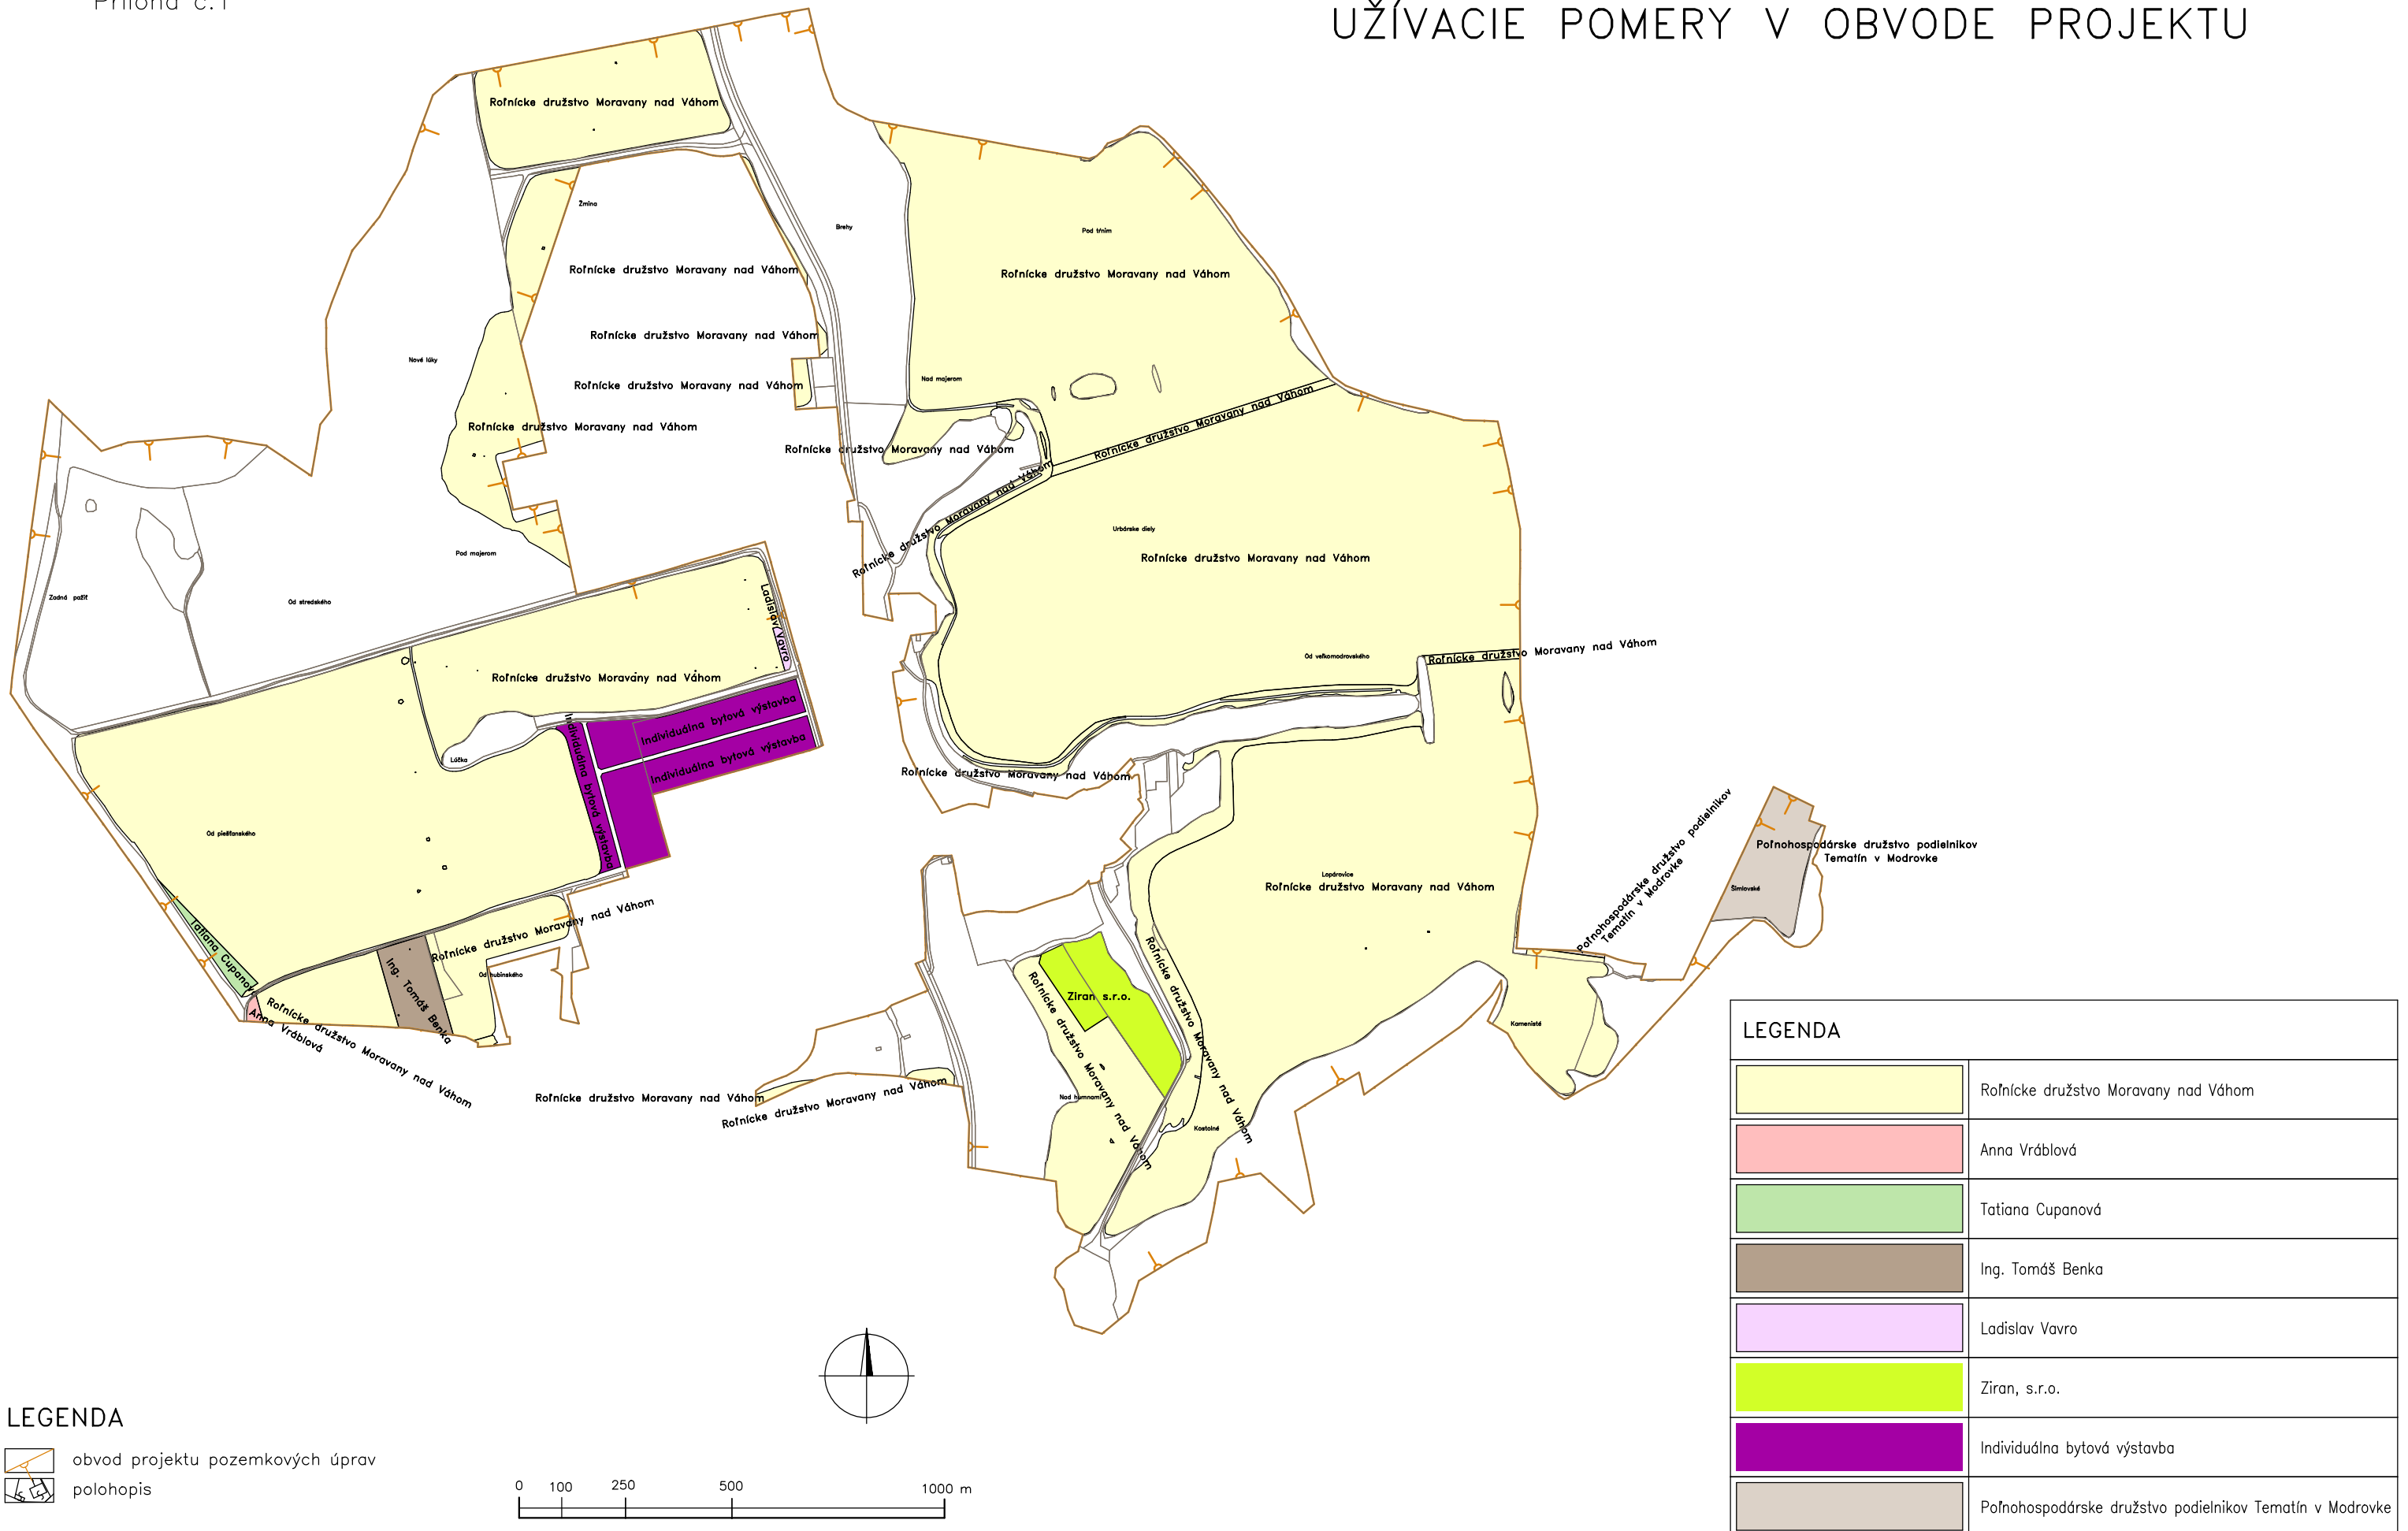 Príloha č.1
UŽÍVACIE POMERY V OBVODE PROJEKTU
Roľnícke družstvo Moravany nad Váhom
Žmina
Brehy
Pod tŕním
Roľnícke družstvo Moravany nad Váhom
Roľnícke družstvo Moravany nad Váhom
Roľnícke družstvo Moravany nad Váhom
Nové lúky
Nad majerom
Roľnícke družstvo Moravany nad Váhom
Roľnícke družstvo Moravany nad Váhom
Roľnícke družstvo Moravany nad Váhom
Roľnícke družstvo Moravany nad Váhom
Roľnícke družstvo Moravany nad Váhom
Roľnícke družstvo Moravany nad Váhom
Urbárske diely
Roľnícke družstvo Moravany nad Váhom
Pod majerom
Zadná pažiť
Od stredského
Ladislav Vavro
Od veľkomodrovského
Roľnícke družstvo Moravany nad Váhom
Roľnícke družstvo Moravany nad Váhom
Individuálna bytová výstavba
Individuálna bytová výstavba
Individuálna bytová výstavba
Lúčka
Roľnícke družstvo Moravany nad Váhom
Od piešťanského
Lopárovice
Roľnícke družstvo Moravany nad Váhom
Poľnohospodárske družstvo podielnikov
Tematín v Modrovke
Poľnohospodárske družstvo podielnikov
Tematín v Modrovke
Šimlovské
Tatiana Cupanová
Roľnícke družstvo Moravany nad Váhom
Od hubinského
Ing. Tomáš Benka
Anna Vráblová
Roľnícke družstvo Moravany nad Váhom
Ziran s.r.o.
Roľnícke družstvo Moravany nad Váhom
Roľnícke družstvo Moravany nad Váhom
Kamenisté
Roľnícke družstvo Moravany nad Váhom
Roľnícke družstvo Moravany nad Váhom
Nad humnami
Kostolné
LEGENDA
Roľnícke družstvo Moravany nad Váhom
Anna Vráblová
Tatiana Cupanová
Ing. Tomáš Benka
Ladislav Vavro
Ziran, s.r.o.
Individuálna bytová výstavba
Poľnohospodárske družstvo podielnikov Tematín v Modrovke
LEGENDA
obvod projektu pozemkových úprav
polohopis
0 100 250 500 1000 m